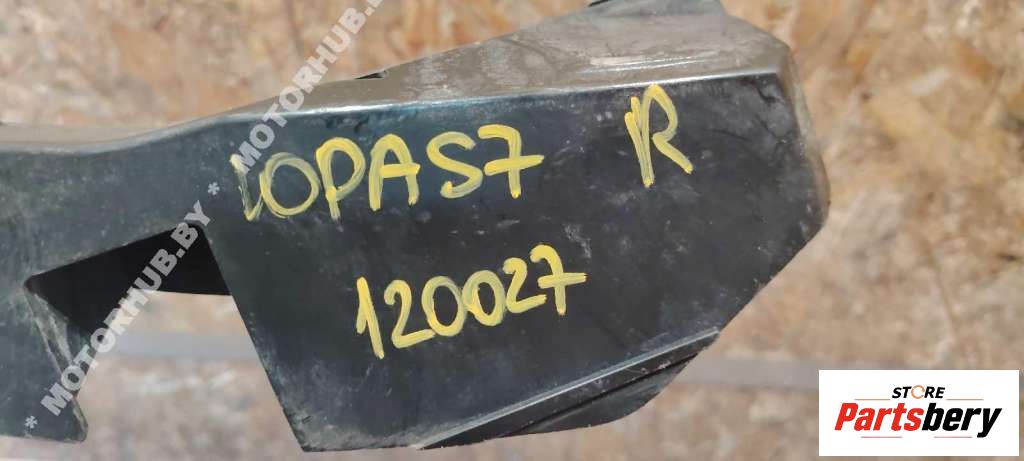 LOPAS7 R
120027
* MOTORHUB.BY * MOTORHUB.BY
STORE
Partsbery